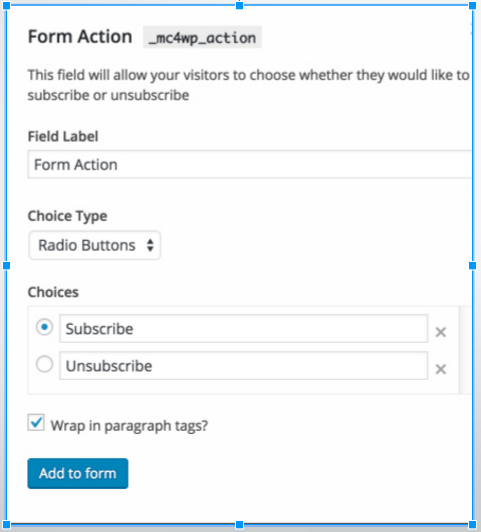 Form Action _mc4wp_action
This field will allow your visitors to choose whether they would like to
subscribe or unsubscribe
Field Label
Form Action
Choice Type
Radio Buttons
Choices
Subscribe
Unsubscribe
Wrap in paragraph tags?
Add to form